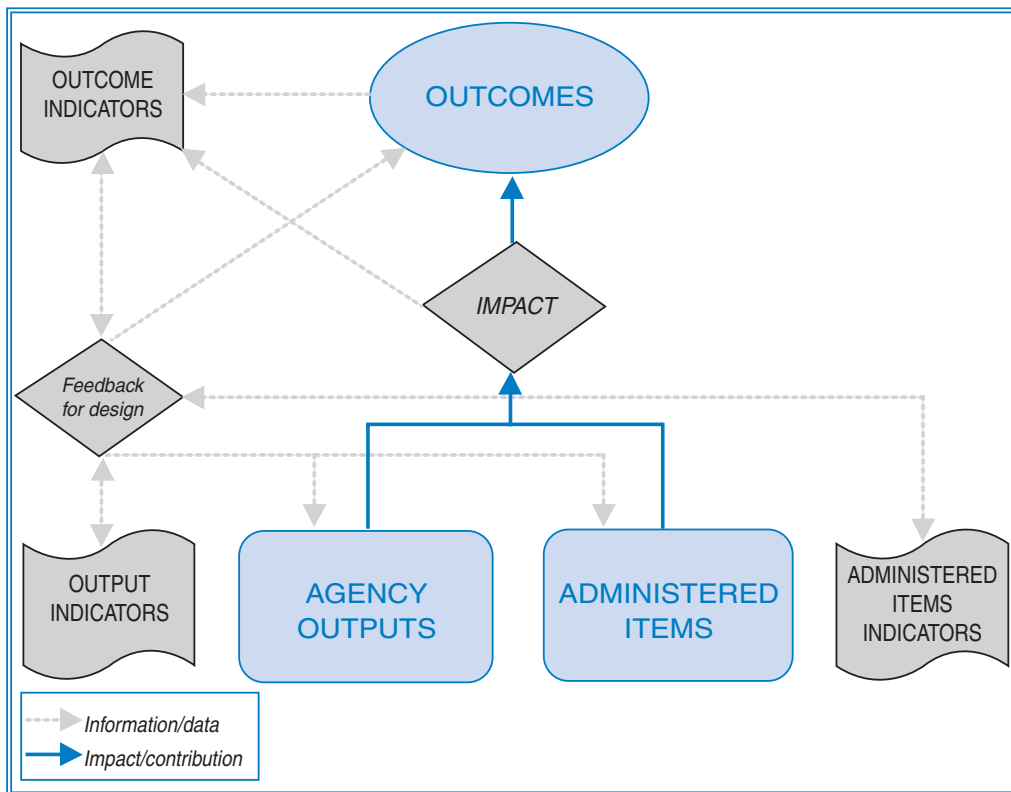 OUTCOME
INDICATORS
OUTCOMES
IMPACT
Feedback
for design
OUTPUT
INDICATORS
AGENCY
OUTPUTS
ADMINISTERED
ITEMS
ADMINISTERED
ITEMS
INDICATORS
Information/data
Impact/contribution